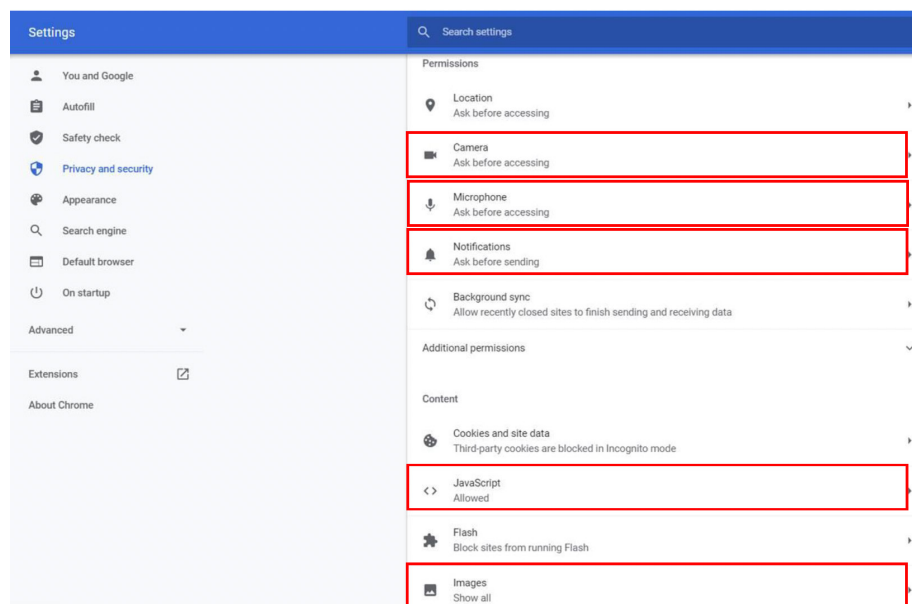 Settings
Search settings
You and Google
Autofill
Safety check
Privacy and security
Appearance
Search engine
Default browser
On startup
Advanced
Extensions
About Chrome
Permissions
Location
Ask before accessing
Camera
Ask before accessing
Microphone
Ask before accessing
Notifications
Ask before sending
Background sync
Allow recently closed sites to finish sending and receiving data
Additional permissions
Content
Cookies and site data
Third-party cookies are blocked in Incognito mode
JavaScript
Allowed
Flash
Block sites from running Flash
Images
Show all